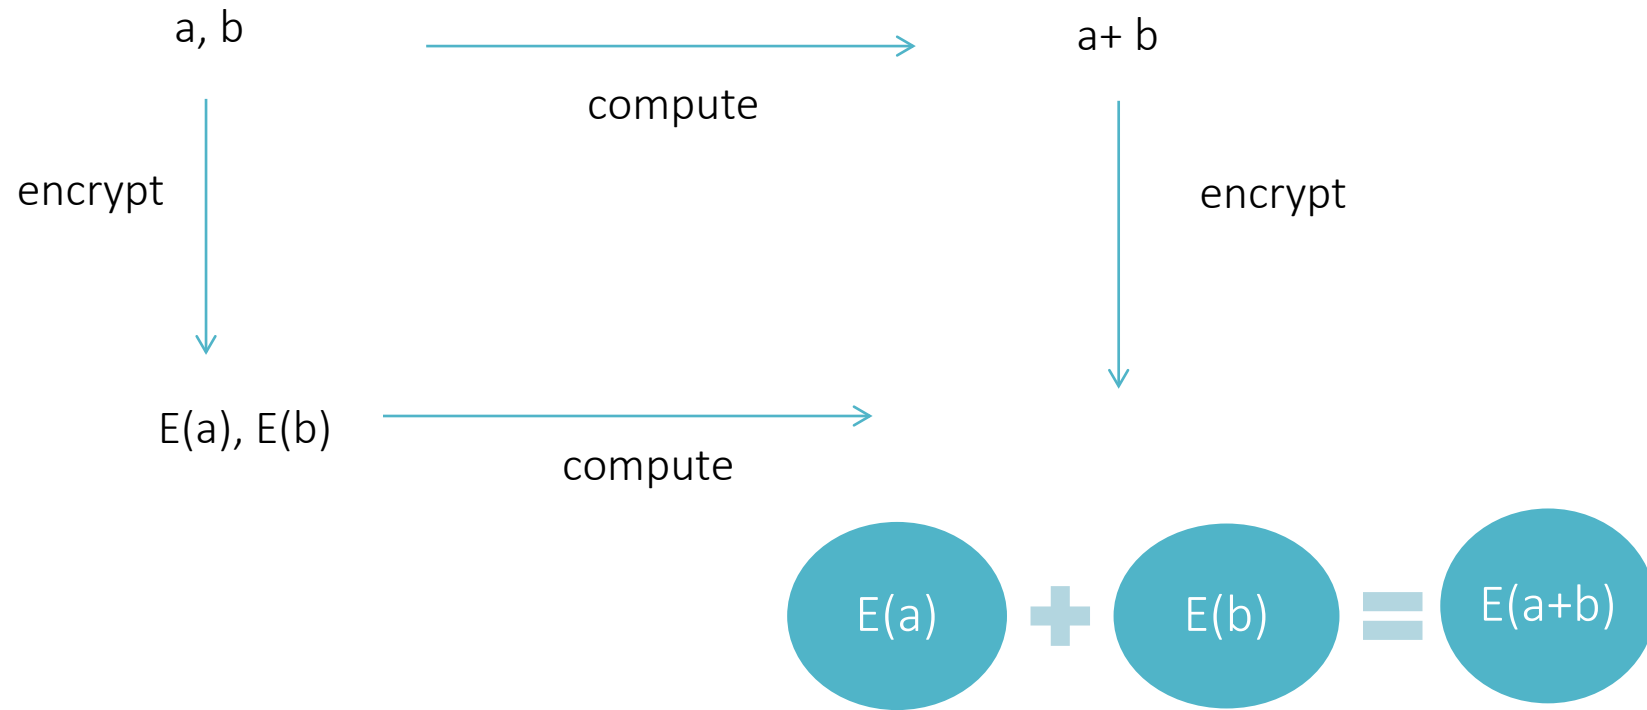 a, b
a+ b
compute
encrypt
encrypt
E(a), E(b)
compute
E(a) + E(b) = E(a+b)